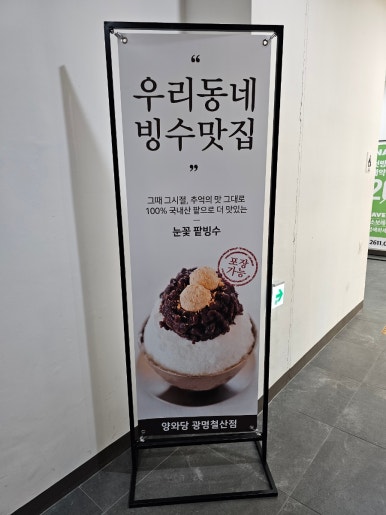 “
우리동네
빙수맛집
”
그때 그시절, 추억의 맛 그대로
100% 국내산 팥으로 더 맛있는
눈꽃 팥빙수
포장
가능
양와당 광명철산점